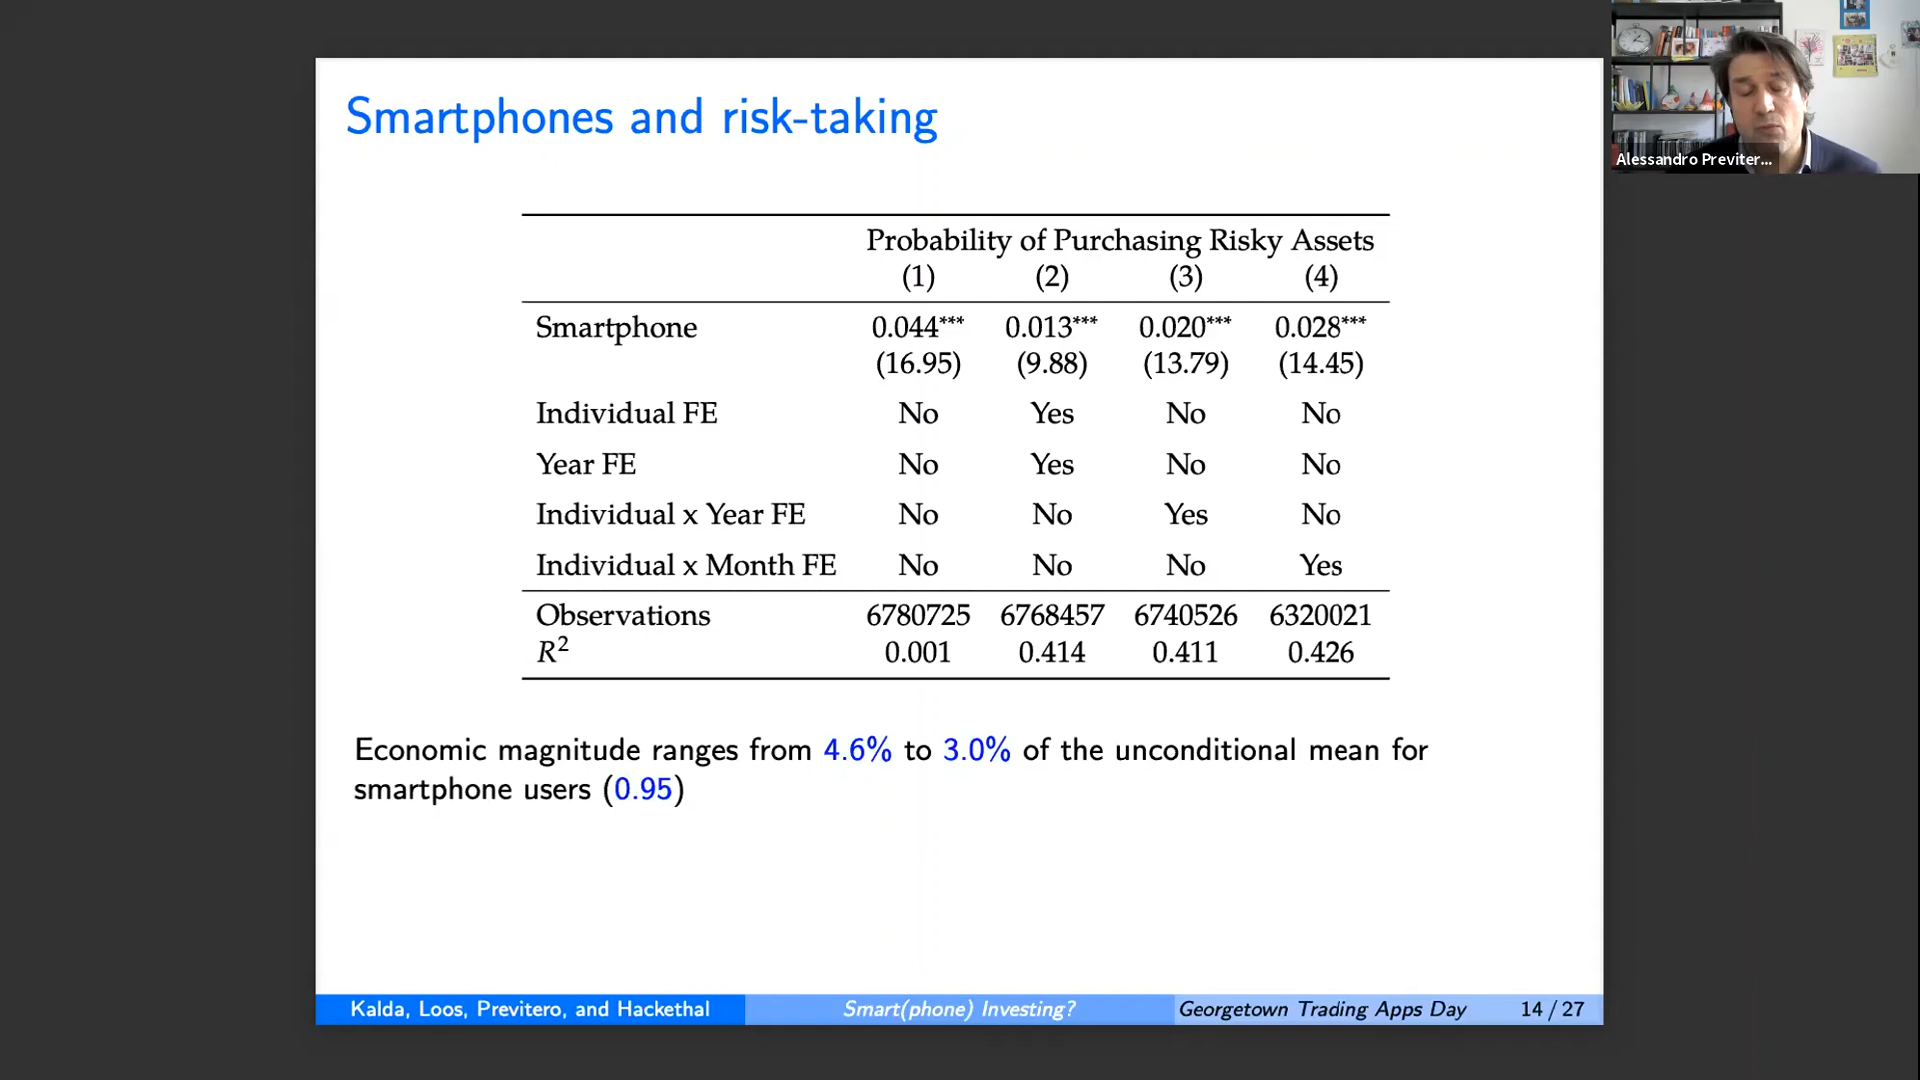 Smartphones and risk-taking
Alessandro Previter...
Probability of Purchasing Risky Assets
(1) (2) (3) (4)
Smartphone 0.044*** 0.013*** 0.020*** 0.028***
(16.95) (9.88) (13.79) (14.45)
Individual FE No Yes No No
Year FE No Yes No No
Individual x Year FE No No Yes No
Individual x Month FE No No No Yes
Observations 6780725 6768457 6740526 6320021
R² 0.001 0.414 0.411 0.426
Economic magnitude ranges from 4.6% to 3.0% of the unconditional mean for
smartphone users (0.95)
Kalda, Loos, Previtero, and Hackethal Smart(phone) Investing? Georgetown Trading Apps Day 14 / 27